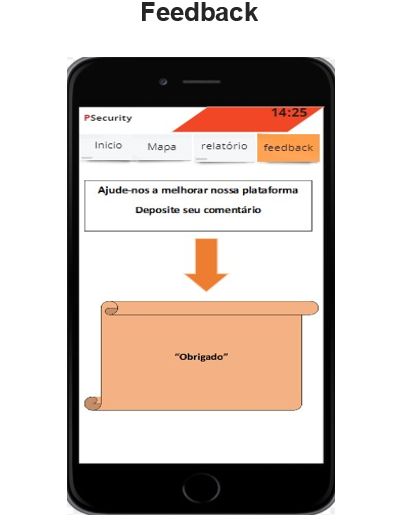 Feedback
14:25
PSecurity
Inicio
Mapa
relatório
feedback
Ajude-nos a melhorar nossa plataforma
Deposite seu comentário
“Obrigado”